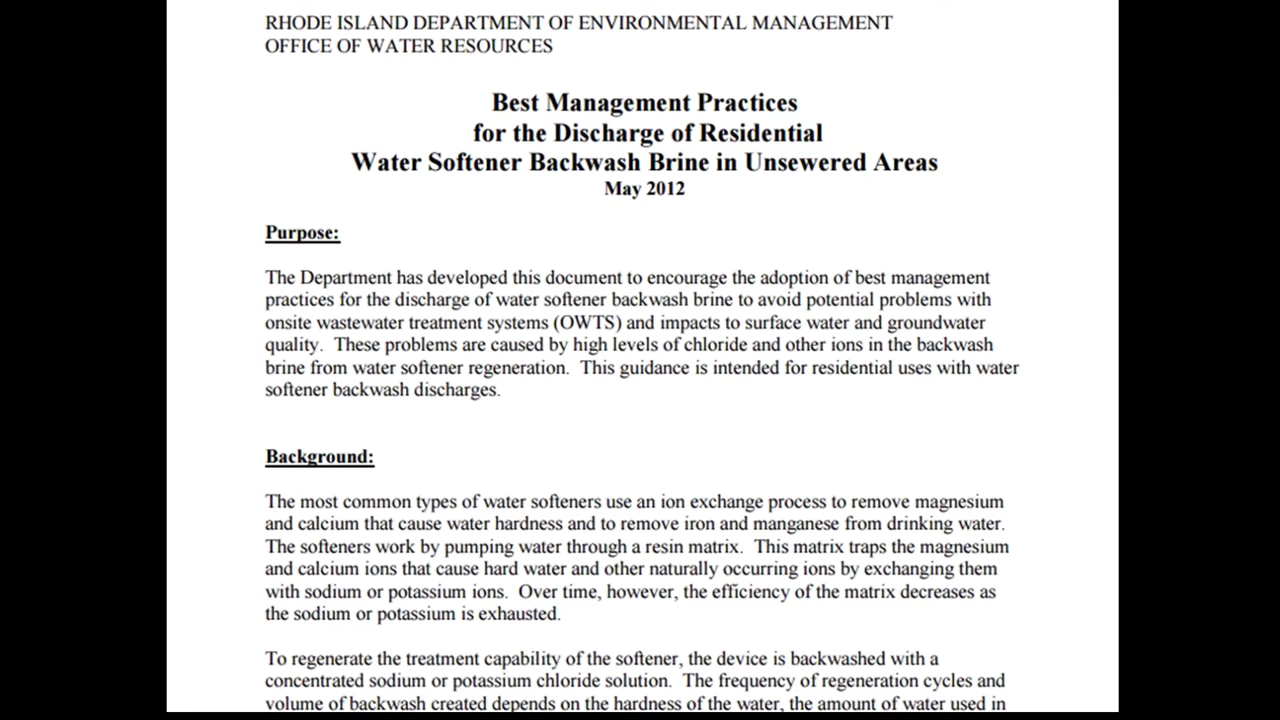 RHODE ISLAND DEPARTMENT OF ENVIRONMENTAL MANAGEMENT
OFFICE OF WATER RESOURCES
Best Management Practices
for the Discharge of Residential
Water Softener Backwash Brine in Unsewered Areas
May 2012
Purpose:
The Department has developed this document to encourage the adoption of best management
practices for the discharge of water softener backwash brine to avoid potential problems with
onsite wastewater treatment systems (OWTS) and impacts to surface water and groundwater
quality.  These problems are caused by high levels of chloride and other ions in the backwash
brine from water softener regeneration.  This guidance is intended for residential uses with water
softener backwash discharges.
Background:
The most common types of water softeners use an ion exchange process to remove magnesium
and calcium that cause water hardness and to remove iron and manganese from drinking water.
The softeners work by pumping water through a resin matrix.  This matrix traps the magnesium
and calcium ions that cause hard water and other naturally occurring ions by exchanging them
with sodium or potassium ions.  Over time, however, the efficiency of the matrix decreases as
the sodium or potassium is exhausted.
To regenerate the treatment capability of the softener, the device is backwashed with a
concentrated sodium or potassium chloride solution.  The frequency of regeneration cycles and
volume of backwash created depends on the hardness of the water, the amount of water used in